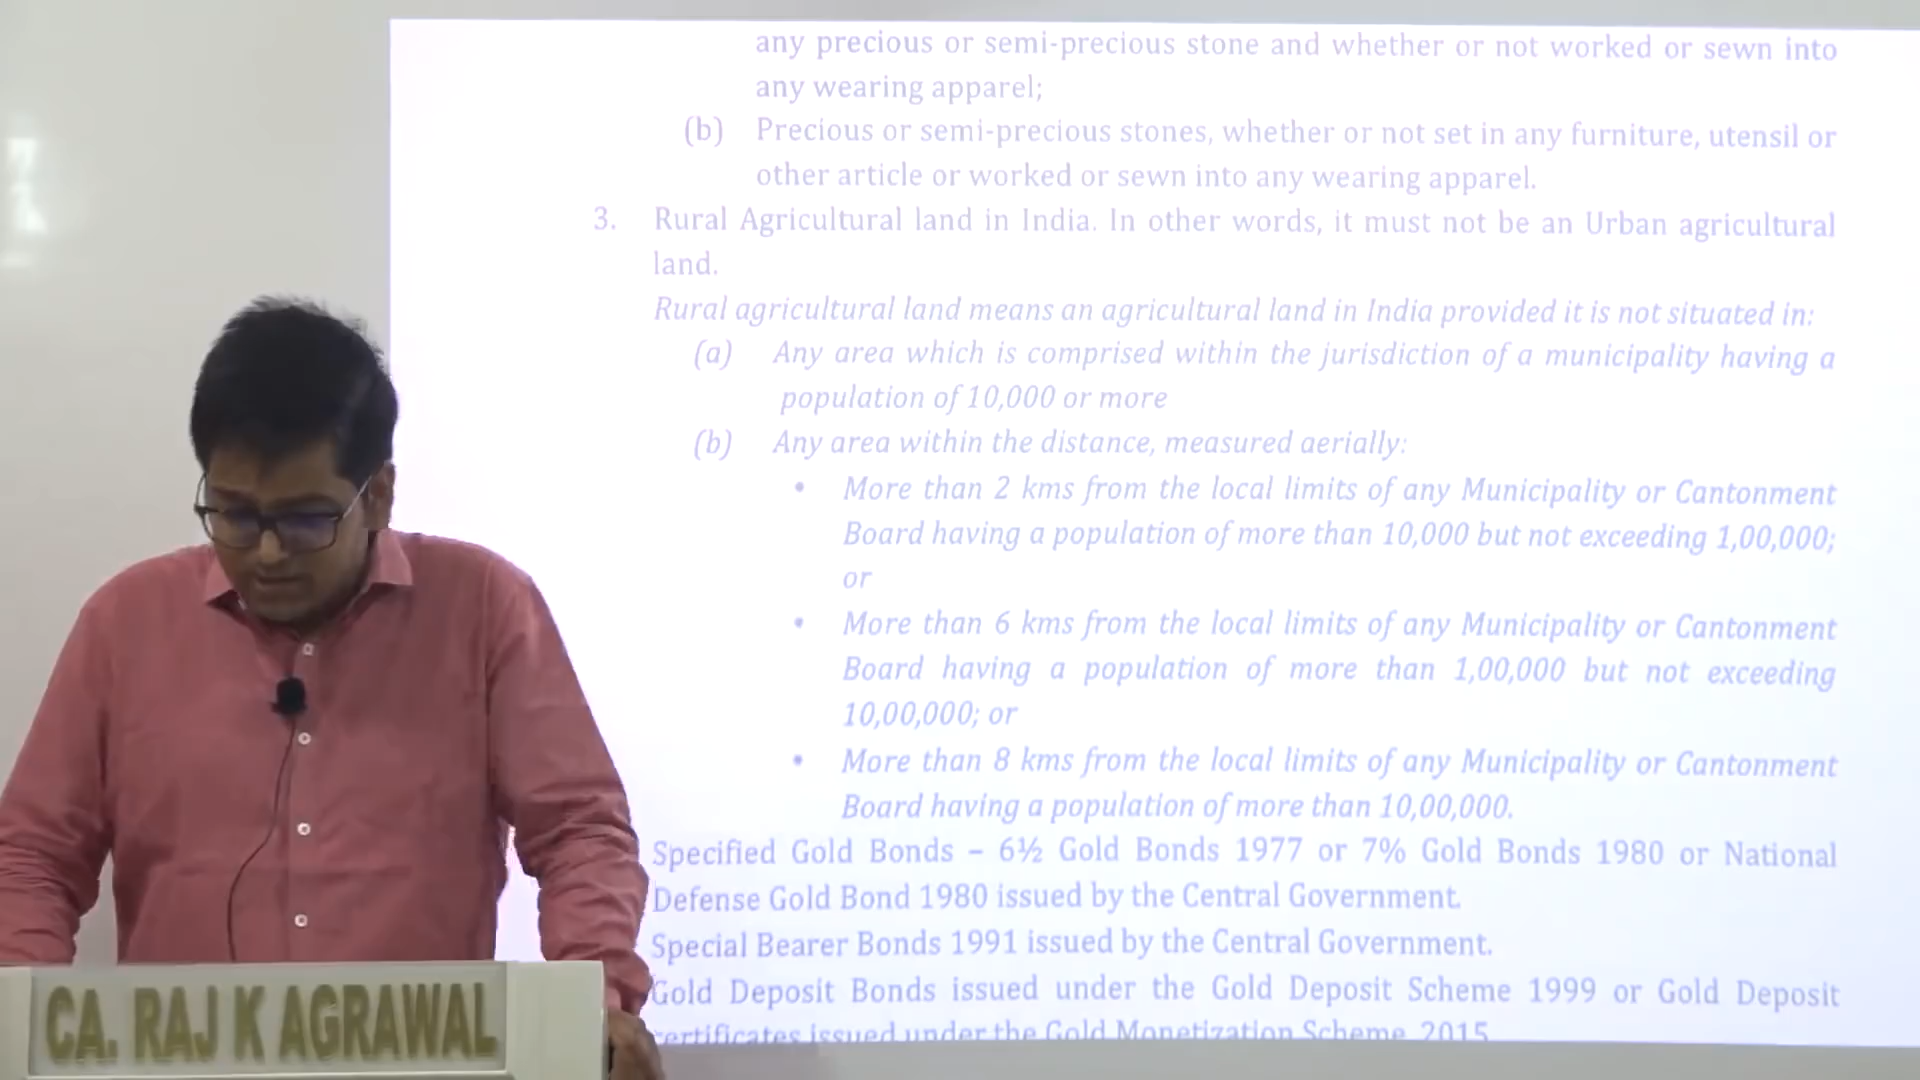 any precious or semi-precious stone and whether or not worked or sewn into
any wearing apparel;
(b) Precious or semi-precious stones, whether or not set in any furniture, utensil or
other article or worked or sewn into any wearing apparel.
3. Rural Agricultural land in India. In other words, it must not be an Urban agricultural
land.
Rural agricultural land means an agricultural land in India provided it is not situated in:
(a) Any area which is comprised within the jurisdiction of a municipality having a
population of 10,000 or more
(b) Any area within the distance, measured aerially:
• More than 2 kms from the local limits of any Municipality or Cantonment
Board having a population of more than 10,000 but not exceeding 1,00,000;
or
• More than 6 kms from the local limits of any Municipality or Cantonment
Board having a population of more than 1,00,000 but not exceeding
10,00,000; or
• More than 8 kms from the local limits of any Municipality or Cantonment
Board having a population of more than 10,00,000.
Specified Gold Bonds – 6½ Gold Bonds 1977 or 7% Gold Bonds 1980 or National
Defense Gold Bond 1980 issued by the Central Government.
Special Bearer Bonds 1991 issued by the Central Government.
Gold Deposit Bonds issued under the Gold Deposit Scheme 1999 or Gold Deposit
certificates issued under the Gold Monetization Scheme, 2015
CA. RAJ K AGRAWAL